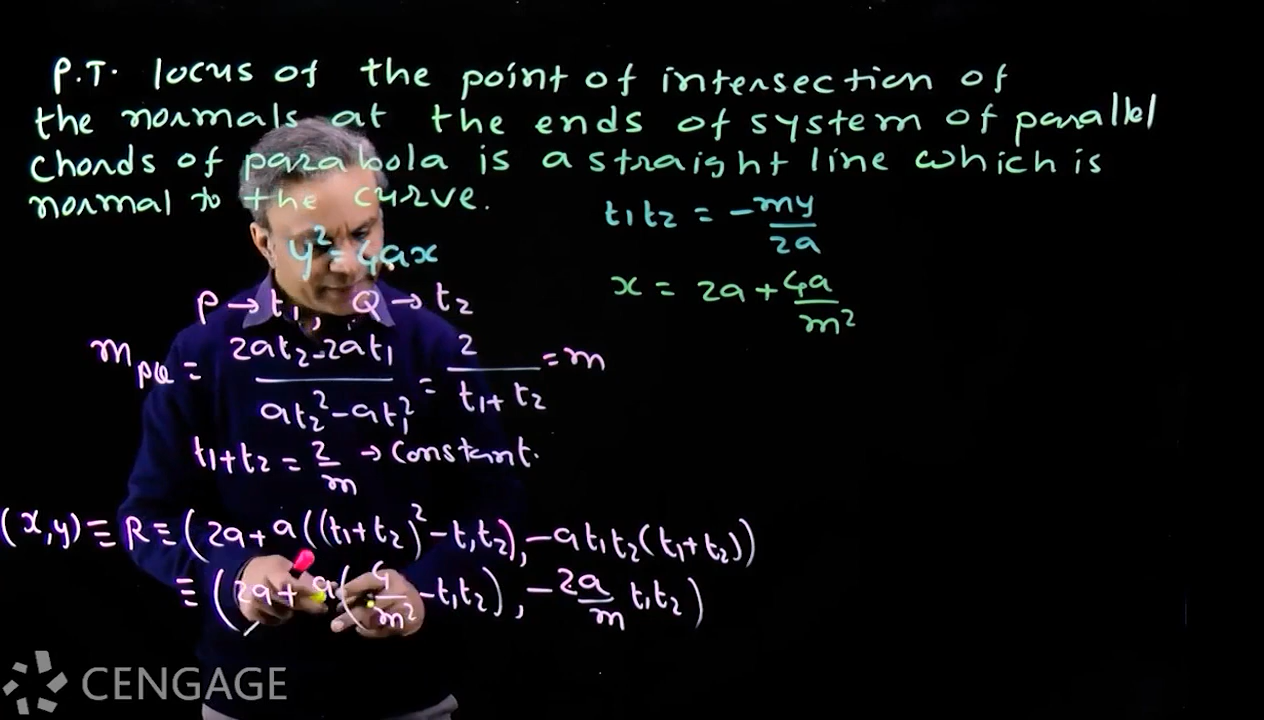 P.T. locus of the point of intersection of
the normals at the ends of system of parallel
chords of parabola is a straight line which is
normal to the curve.
y² = 4ax
P → t₁, Q → t₂
m_PQ = (2at₂ - 2at₁)/(at₂² - at₁²) = 2/(t₁ + t₂) = m
t₁ + t₂ = 2/m → constant.
(x, y) ≡ R ≡ (2a + a((t₁ + t₂)² - t₁t₂), -at₁t₂(t₁ + t₂))
≡ (2a + a(4/m² - t₁t₂), -2a/m t₁t₂)
t₁t₂ = -my/2a
x = 2a + 4a/m²
CENGAGE